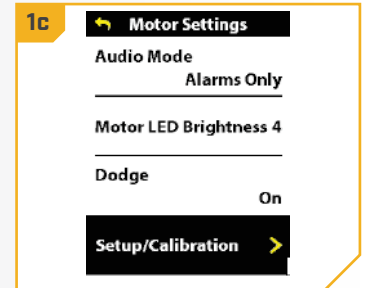 1c
Motor Settings
Audio Mode
Alarms Only
Motor LED Brightness 4
Dodge
On
Setup/Calibration